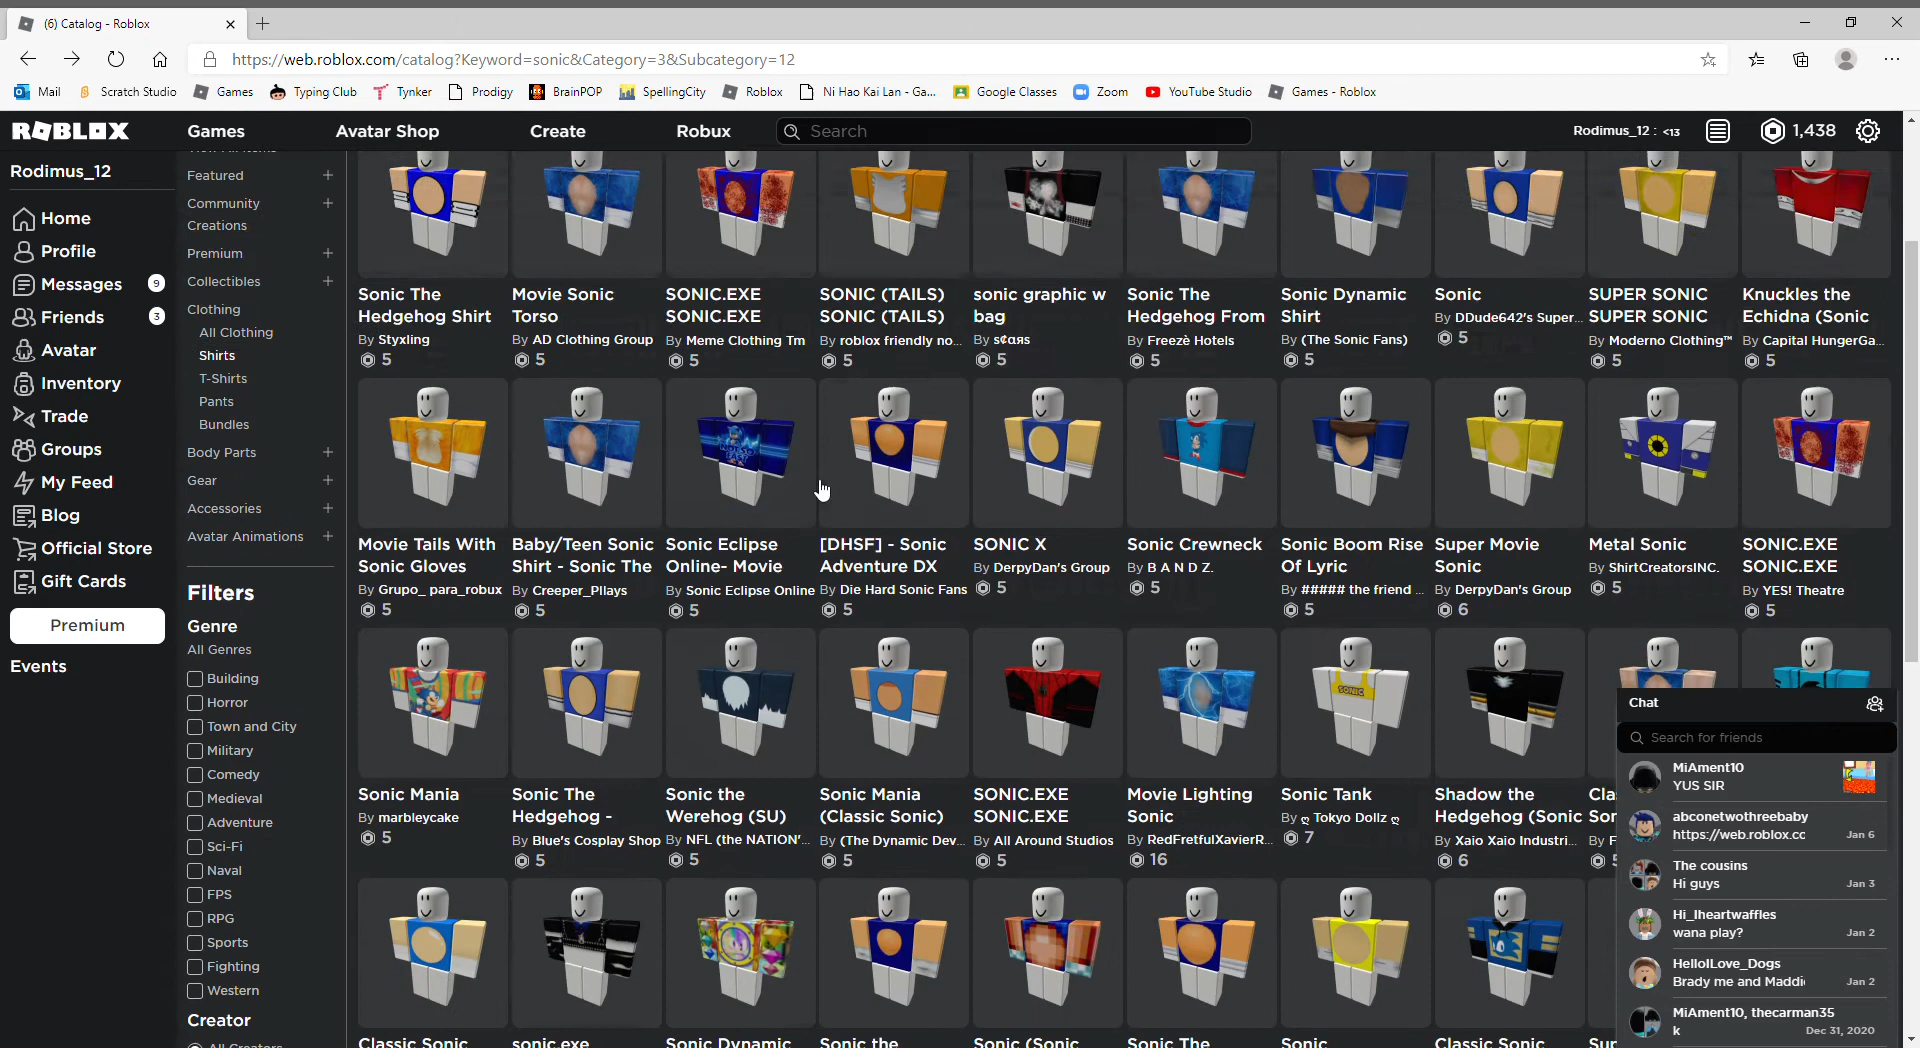 (6) Catalog - Roblox
https://web.roblox.com/catalog?Keyword=sonic&Category=3&Subcategory=12
Mail
Scratch Studio
Games
Typing Club
Tynker
Prodigy
BrainPOP
SpellingCity
Roblox
Ni Hao Kai Lan - Ga...
Google Classes
Zoom
YouTube Studio
Games - Roblox
ROBLOX
Games
Avatar Shop
Create
Robux
Search
Rodimus_12 : <13
1,438
Rodimus_12
Home
Profile
Messages 9
Friends 3
Avatar
Inventory
Trade
Groups
My Feed
Blog
Official Store
Gift Cards
Premium
Events
Featured +
Community +
Creations
Premium +
Collectibles +
Clothing
All Clothing
Shirts
T-Shirts
Pants
Bundles
Body Parts +
Gear +
Accessories +
Avatar Animations +
Filters
Genre
All Genres
Building
Horror
Town and City
Military
Comedy
Medieval
Adventure
Sci-Fi
Naval
FPS
RPG
Sports
Fighting
Western
Creator
Sonic The
Hedgehog Shirt
By Styxling
5
Movie Sonic
Torso
By AD Clothing Group
5
SONIC.EXE
SONIC.EXE
By Meme Clothing Tm
5
SONIC (TAILS)
SONIC (TAILS)
By roblox friendly no...
5
sonic graphic w
bag
By s¢αяs
5
Sonic The
Hedgehog From
By Freezè Hotels
5
Sonic Dynamic
Shirt
By (The Sonic Fans)
5
Sonic
By DDude642's Super...
5
SUPER SONIC
SUPER SONIC
By Moderno Clothing™
5
Knuckles the
Echidna (Sonic
By Capital HungerGa...
5
Movie Tails With
Sonic Gloves
By Grupo_ para_robux
5
Baby/Teen Sonic
Shirt - Sonic The
By Creeper_Pllays
5
Sonic Eclipse
Online- Movie
By Sonic Eclipse Online
5
[DHSF] - Sonic
Adventure DX
By Die Hard Sonic Fans
5
SONIC X
By DerpyDan's Group
5
Sonic Crewneck
By B A N D Z.
5
Sonic Boom Rise
Of Lyric
By ##### the friend ...
5
Super Movie
Sonic
By DerpyDan's Group
6
Metal Sonic
By ShirtCreatorsINC.
5
SONIC.EXE
SONIC.EXE
By YES! Theatre
5
Sonic Mania
By marbleycake
5
Sonic The
Hedgehog -
By Blue's Cosplay Shop
5
Sonic the
Werehog (SU)
By NFL (the NATION'...
5
Sonic Mania
(Classic Sonic)
By (The Dynamic Dev...
5
SONIC.EXE
SONIC.EXE
By All Around Studios
5
Movie Lighting
Sonic
By RedFretfulXavierR...
16
SONIC
Sonic Tank
By ღ Tokyo Dollz ღ
7
Shadow the
Hedgehog (Sonic
By Xaio Xaio Industri...
6
Classic Sonic
sonic.exe
Sonic Dynamic
Sonic the
Sonic (Sonic
Sonic The
Sonic
Classic Sonic
Chat
Search for friends
MiAment10
YUS SIR
abconetwothreebaby
https://web.roblox.cc Jan 6
The cousins
Hi guys Jan 3
Hi_Iheartwaffles
wana play? Jan 2
HelloILove_Dogs
Brady me and Maddi Jan 2
MiAment10, thecarman35
k Dec 31, 2020